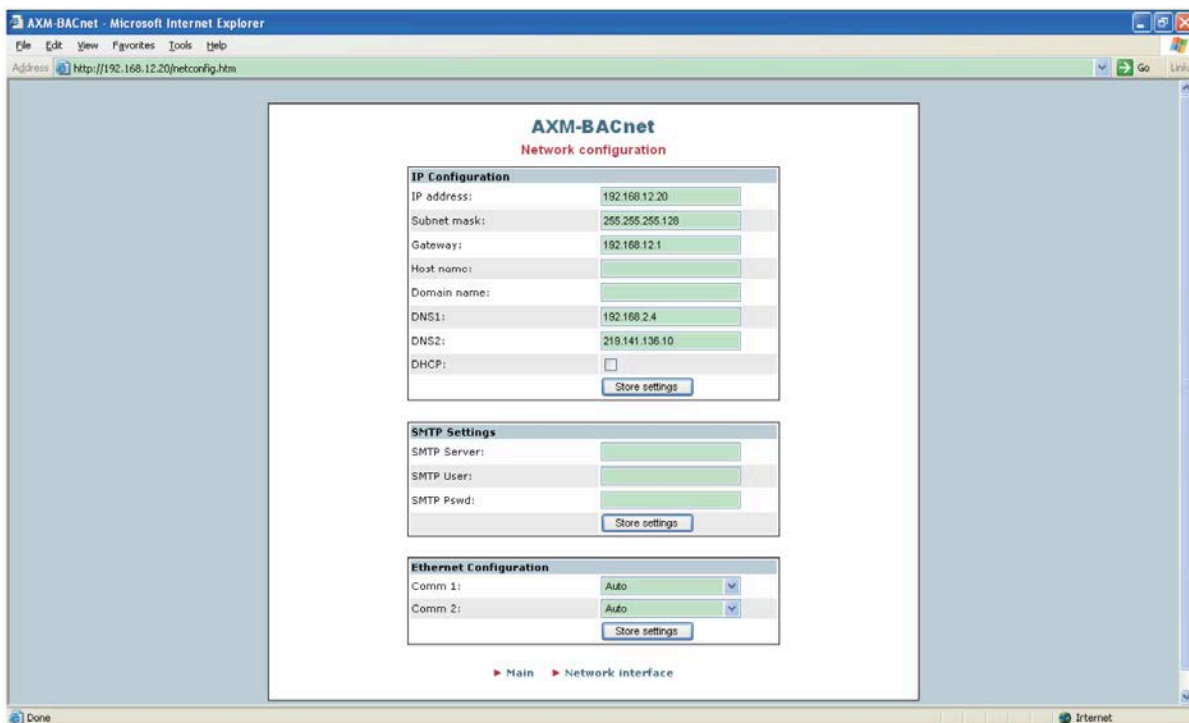 AXM-BACnet - Microsoft Internet Explorer
File Edit View Favorites Tools Help
Address http://192.168.12.20/netconfig.htm Go Links
AXM-BACnet
Network configuration
IP Configuration
IP address: 192.168.12.20
Subnet mask: 255.255.255.128
Gateway: 192.168.12.1
Host name:
Domain name:
DNS1: 192.168.2.4
DNS2: 219.141.136.10
DHCP:
Store settings
SMTP Settings
SMTP Server:
SMTP User:
SMTP Pswd:
Store settings
Ethernet Configuration
Comm 1: Auto
Comm 2: Auto
Store settings
Main Network interface
Done Internet